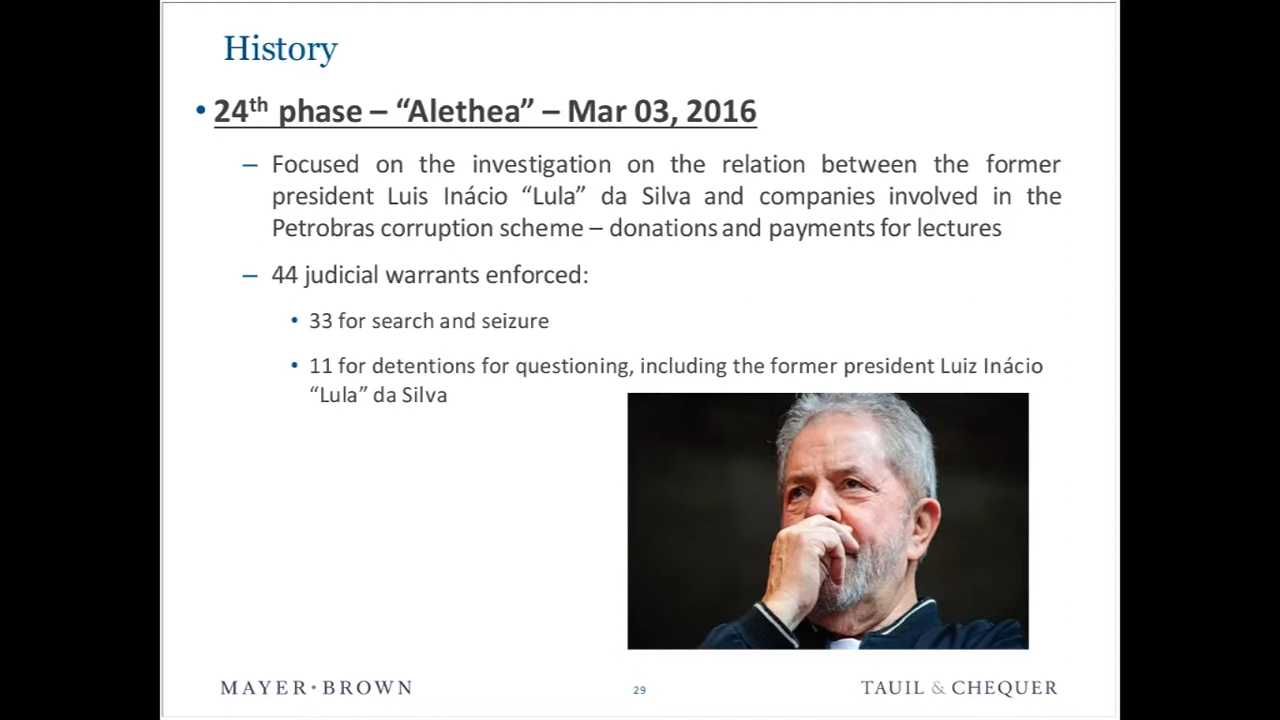 History
• 24th phase – “Alethea” – Mar 03, 2016
– Focused on the investigation on the relation between the former
president Luis Inácio “Lula” da Silva and companies involved in the
Petrobras corruption scheme – donations and payments for lectures
– 44 judicial warrants enforced:
• 33 for search and seizure
• 11 for detentions for questioning, including the former president Luiz Inácio
“Lula” da Silva
MAYER • BROWN
29
TAUIL & CHEQUER